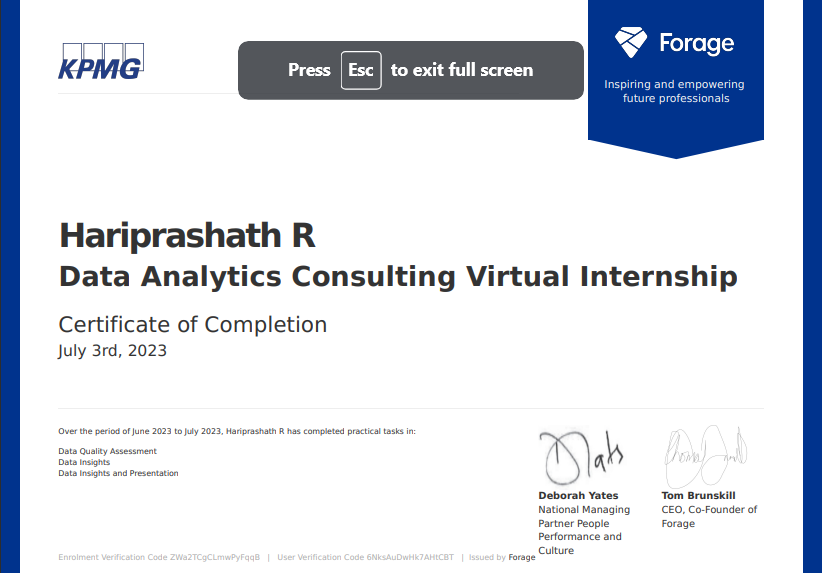 KPMG
Press Esc to exit full screen
Forage
Inspiring and empowering
future professionals
Hariprashath R
Data Analytics Consulting Virtual Internship
Certificate of Completion
July 3rd, 2023
Over the period of June 2023 to July 2023, Hariprashath R has completed practical tasks in:
Data Quality Assessment
Data Insights
Data Insights and Presentation
Deborah Yates
National Managing
Partner People
Performance and
Culture
Tom Brunskill
CEO, Co-Founder of
Forage
Enrolment Verification Code ZWa2TCgCLmwPyFqqB | User Verification Code 6NksAuDwHk7AHtCBT | Issued by Forage